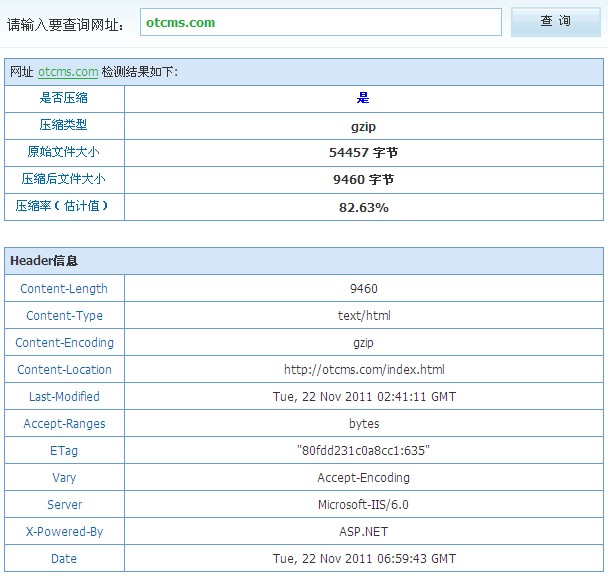 请输入要查询网址： otcms.com 查 询
网址 otcms.com 检测结果如下:
是否压缩 是
压缩类型 gzip
原始文件大小 54457 字节
压缩后文件大小 9460 字节
压缩率（估计值） 82.63%
Header信息
Content-Length 9460
Content-Type text/html
Content-Encoding gzip
Content-Location http://otcms.com/index.html
Last-Modified Tue, 22 Nov 2011 02:41:11 GMT
Accept-Ranges bytes
ETag "80fdd231c0a8cc1:635"
Vary Accept-Encoding
Server Microsoft-IIS/6.0
X-Powered-By ASP.NET
Date Tue, 22 Nov 2011 06:59:43 GMT